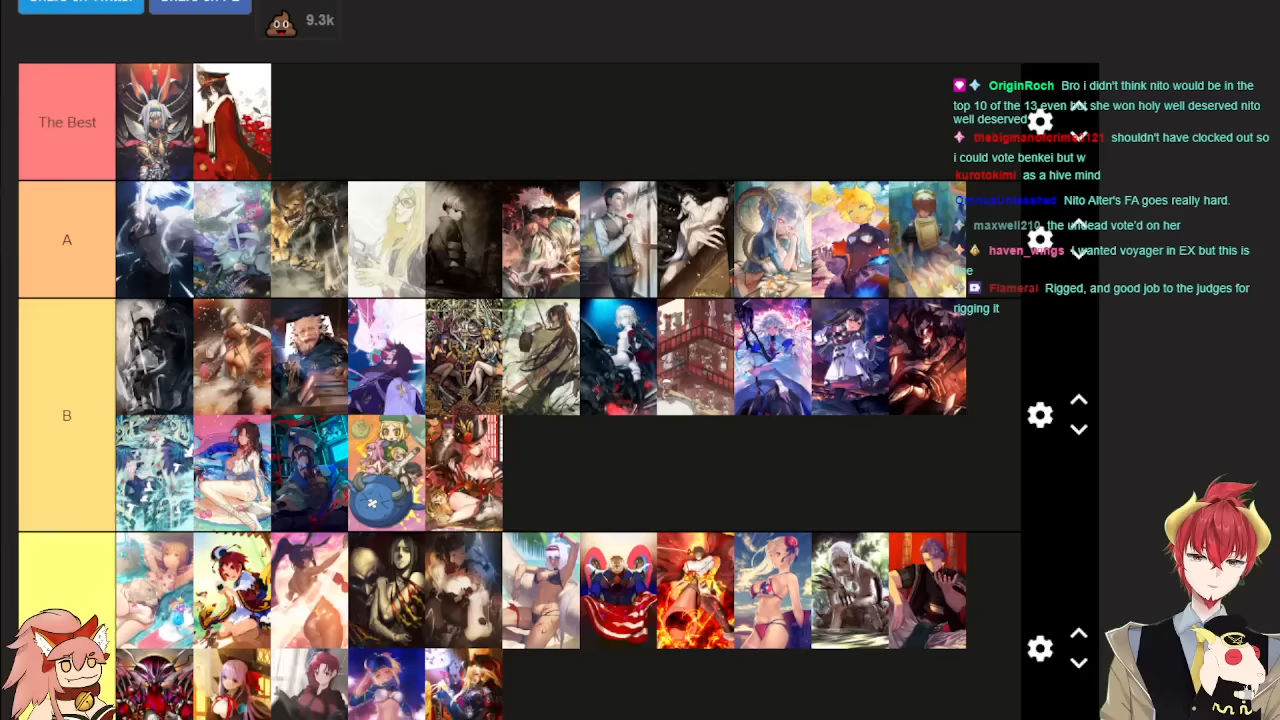 9.3k
The Best
A
B
OriginRoch Bro i didn't think nito would be in the
top 10 of the 13 even but she won holy well deserved nito
well deserved
shouldn't have clocked out so
i could vote benkei but w
kurotokimi as a hive mind
Nito Alter's FA goes really hard.
maxwell210 the undead vote'd on her
haven_wings I wanted voyager in EX but this is
Flamerai Rigged, and good job to the judges for
rigging it